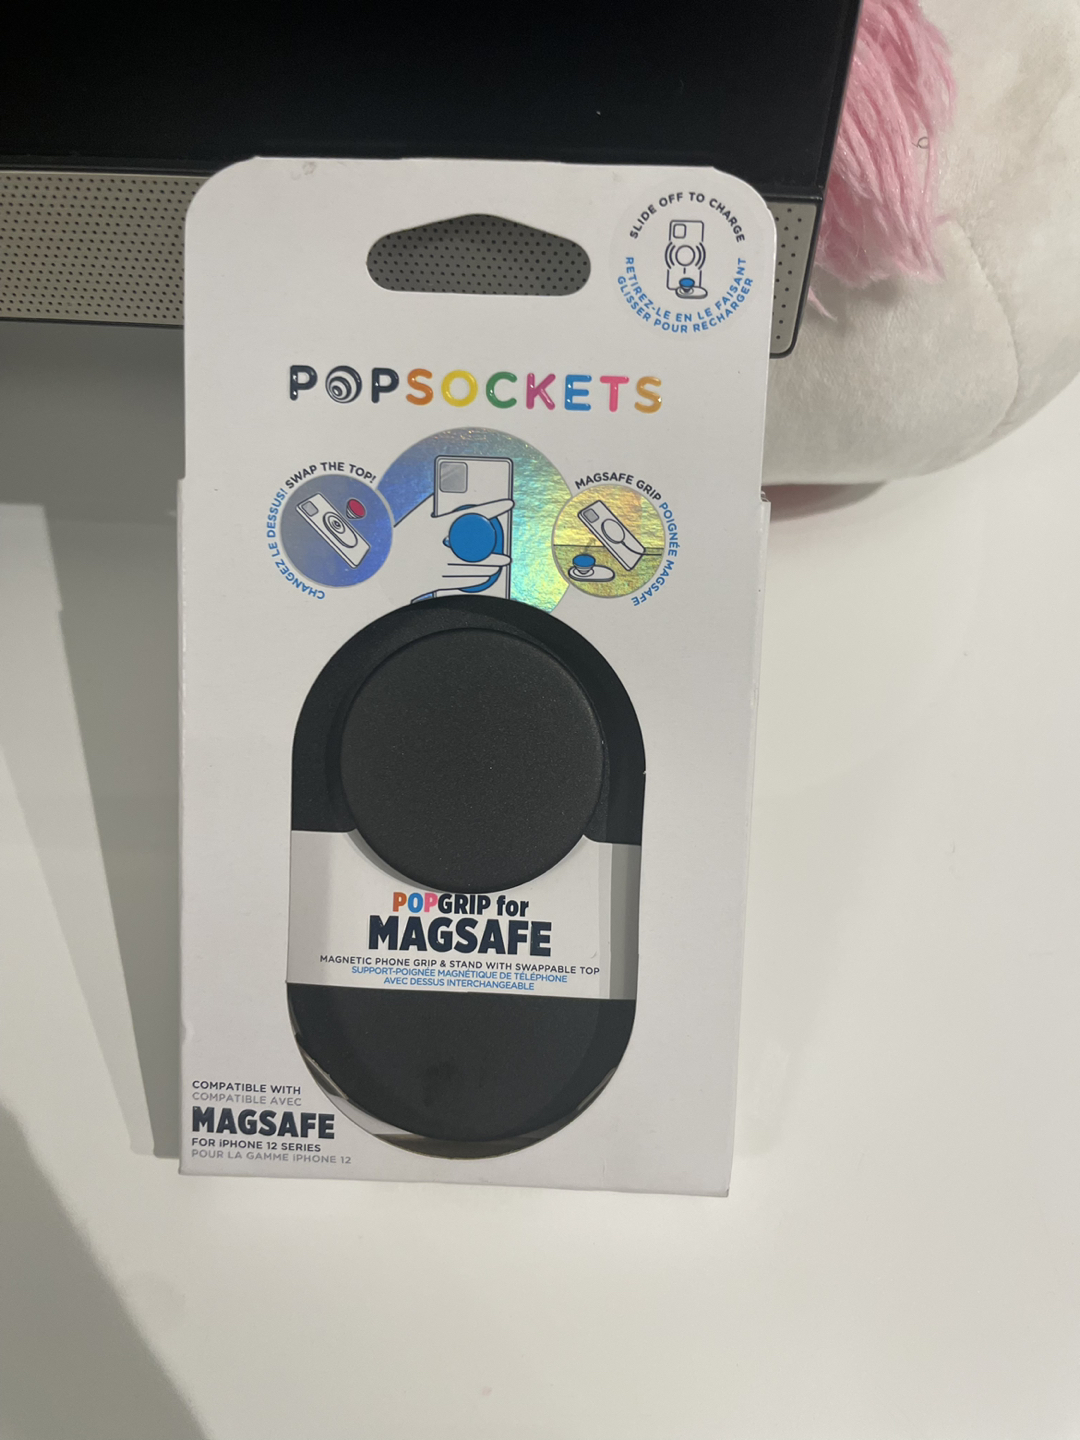 SLIDE OFF TO CHARGE
RETIREZ-LE EN LE FAISANT
GLISSER POUR RECHARGER
POPSOCKETS
SWAP THE TOP!
CHANGEZ LE DESSUS!
MAGSAFE GRIP
POIGNÉE MAGSAFE
POPGRIP for
MAGSAFE
MAGNETIC PHONE GRIP & STAND WITH SWAPPABLE TOP
SUPPORT-POIGNÉE MAGNÉTIQUE DE TÉLÉPHONE
AVEC DESSUS INTERCHANGEABLE
COMPATIBLE WITH
COMPATIBLE AVEC
MAGSAFE
FOR iPHONE 12 SERIES
POUR LA GAMME iPHONE 12